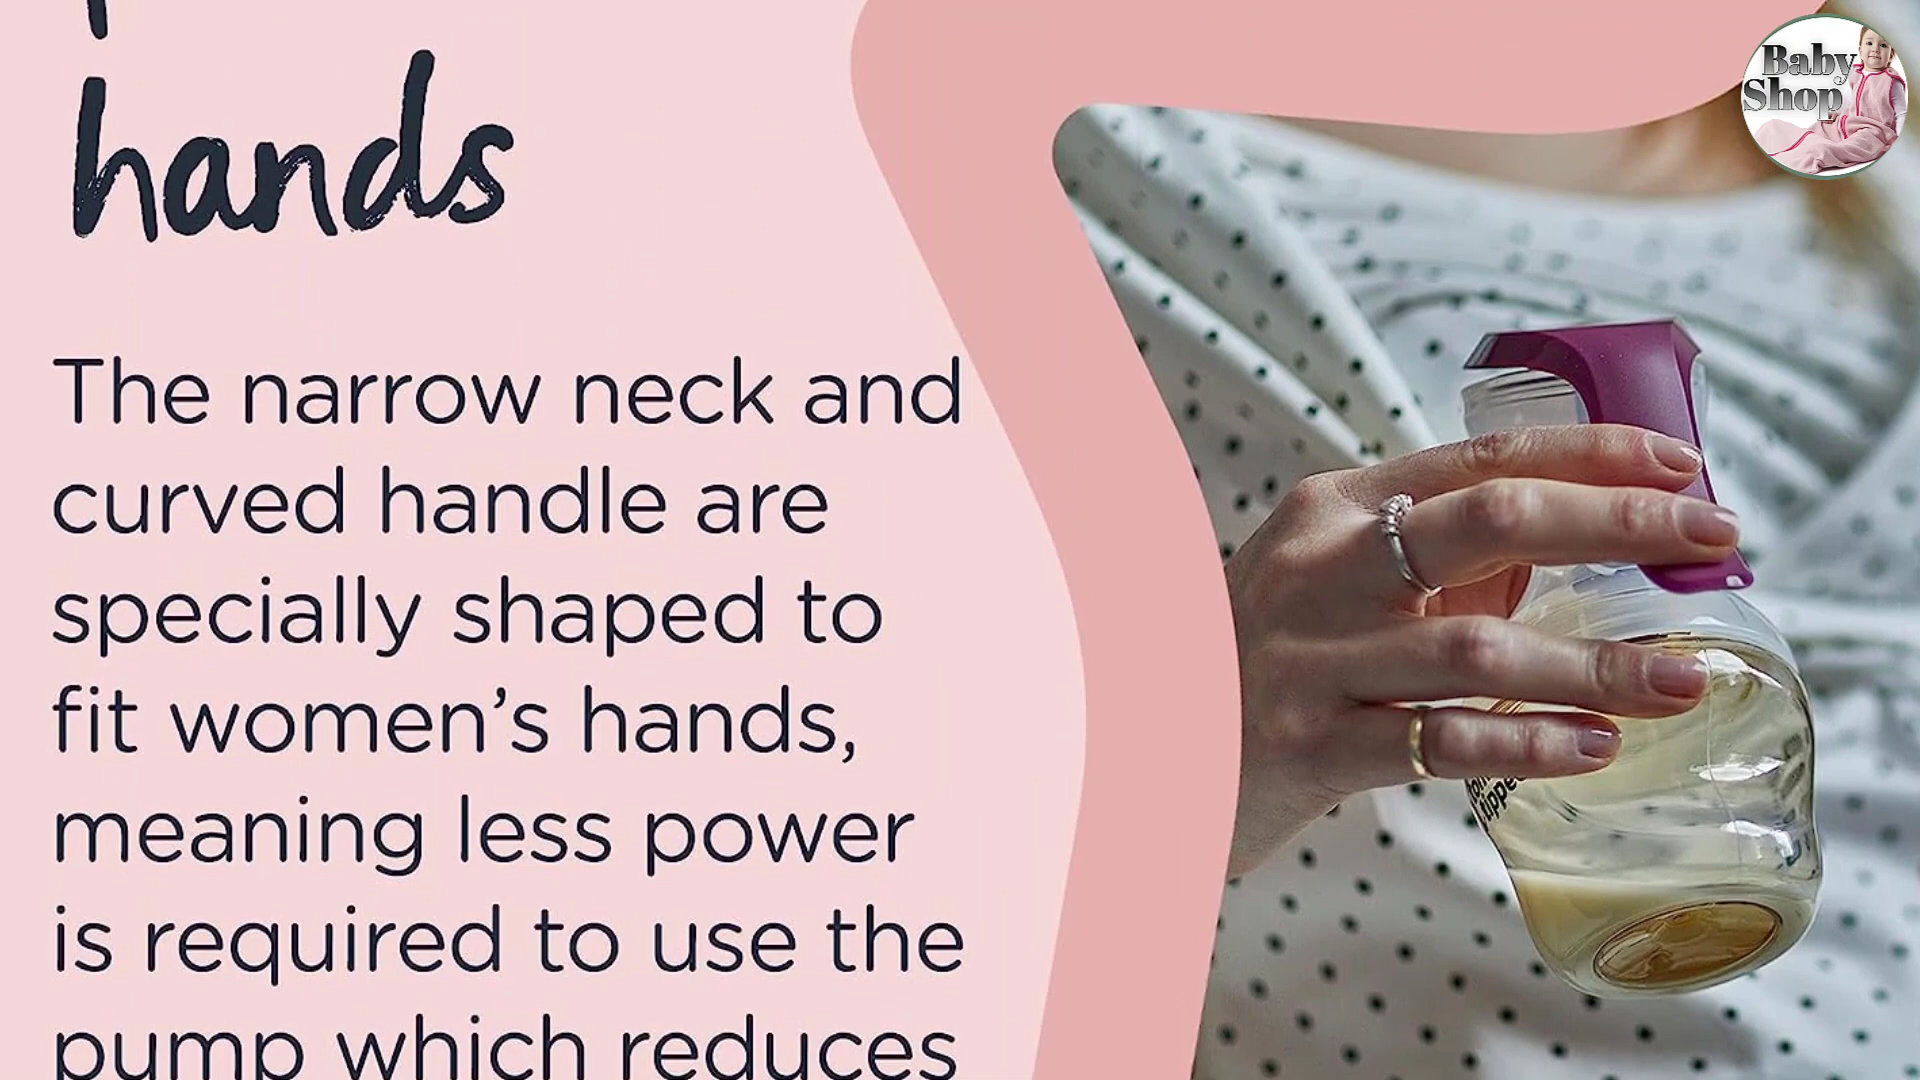 hands
The narrow neck and
curved handle are
specially shaped to
fit women’s hands,
meaning less power
is required to use the
pump which reduces
Baby
Shop